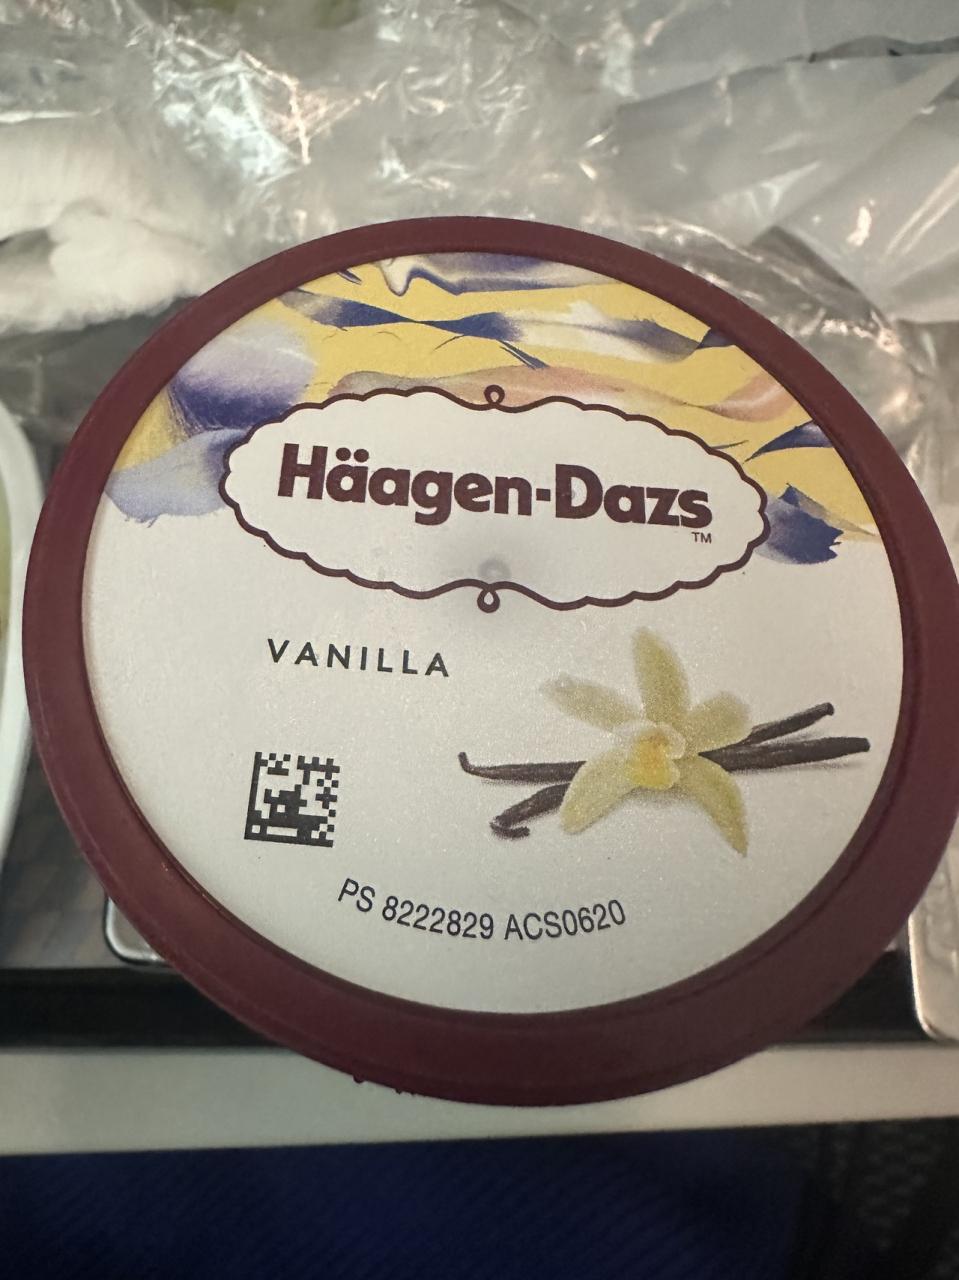 Häagen-Dazs
TM
VANILLA
PS 8222829 ACS0620